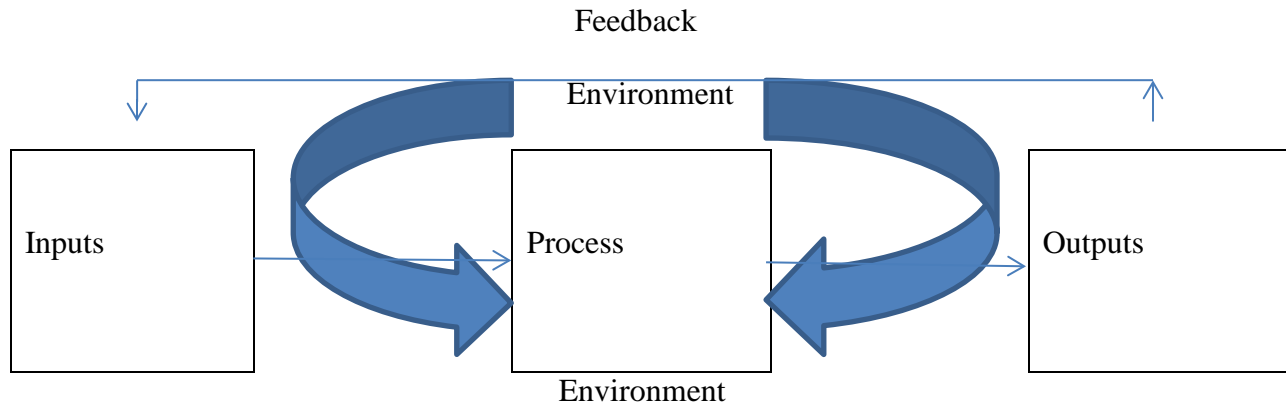 Feedback
Environment
Inputs
Process
Outputs
Environment